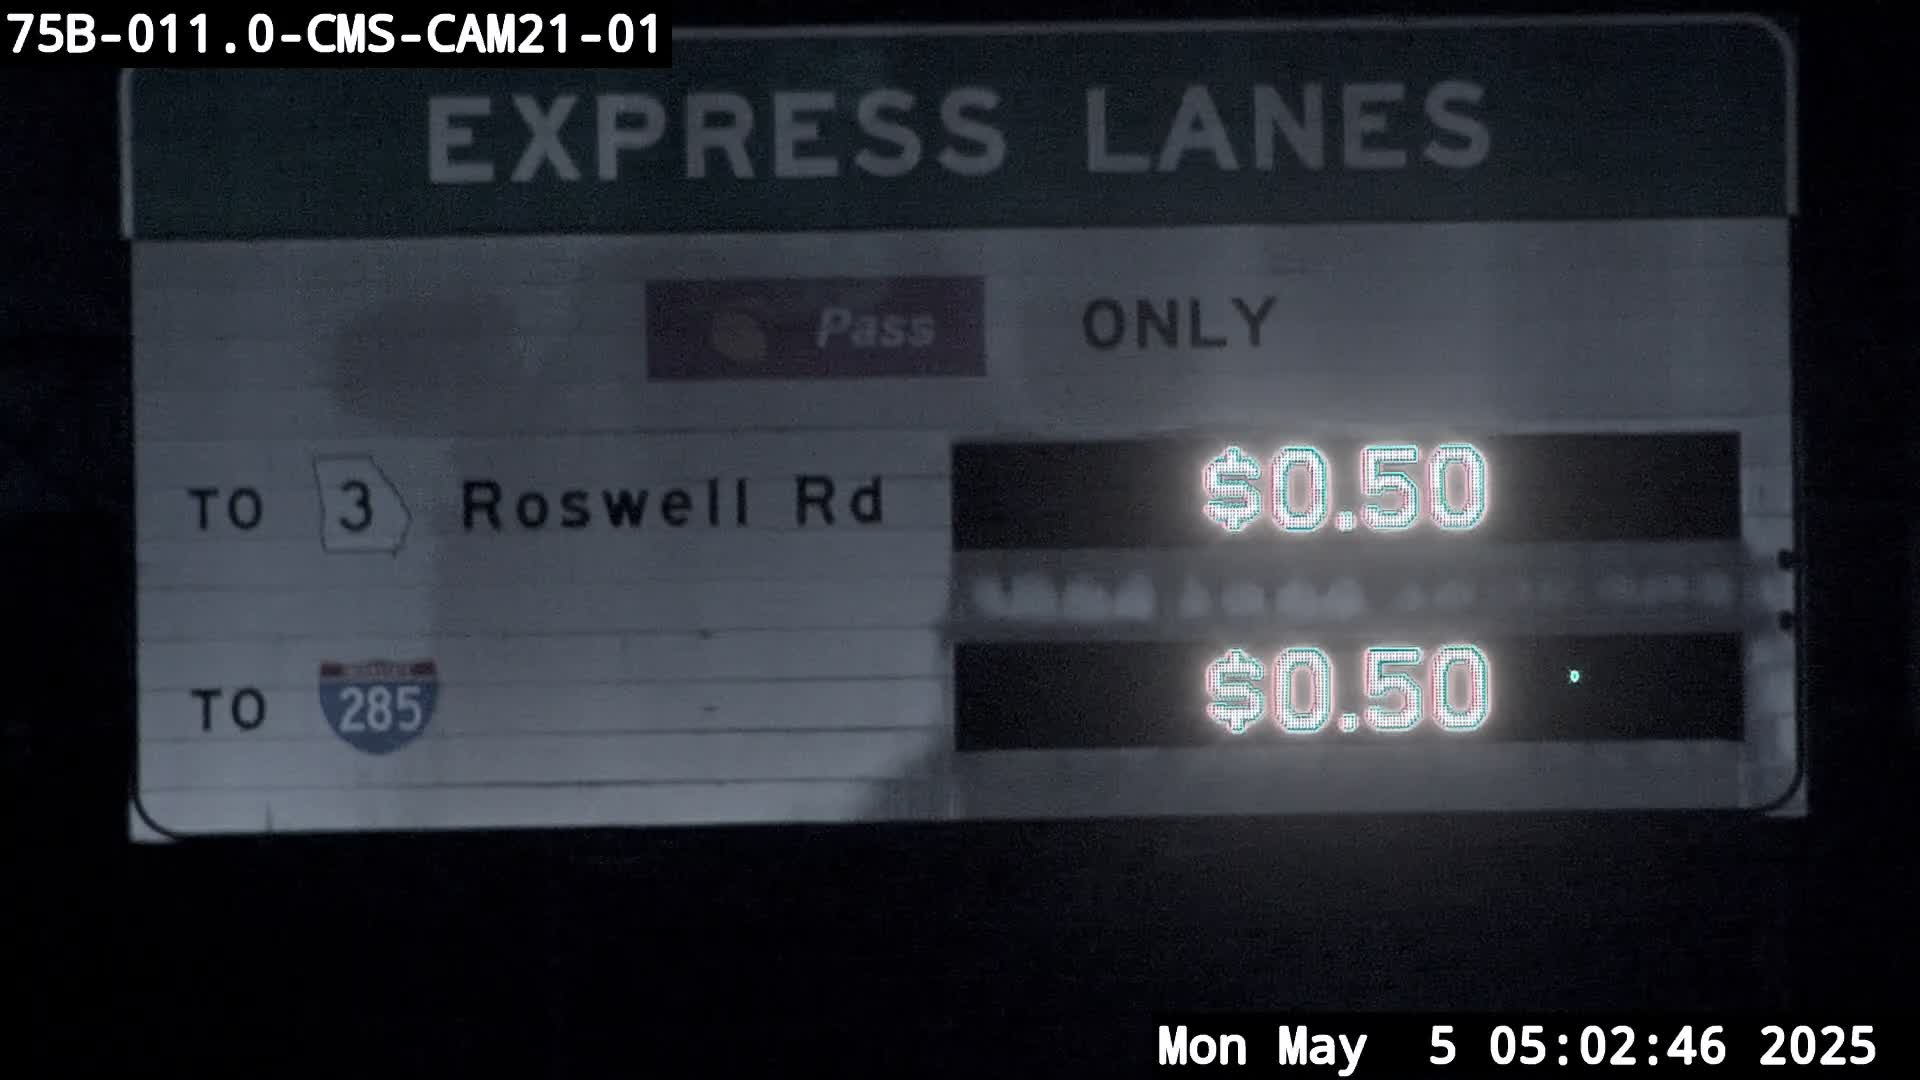 75B-011.0-CMS-CAM21-01
EXPRESS LANES
Pass ONLY
TO 3 Roswell Rd $0.50
TO 285 $0.50
Mon May 5 05:02:46 2025